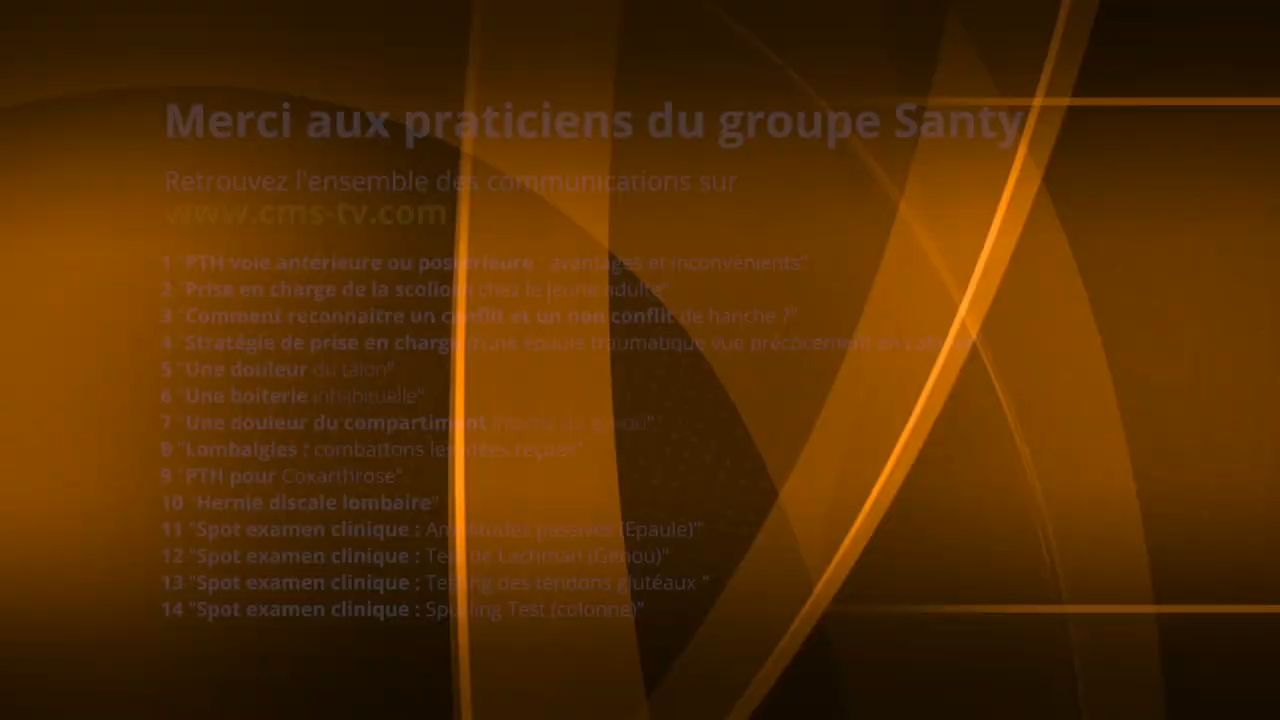 Merci aux praticiens du groupe Santy
Retrouvez l'ensemble des communications sur
www.cms-tv.com
1 "PTH voie antérieure ou postérieure : avantages et inconvénients"
2 "Prise en charge de la scoliose chez le jeune adulte"
3 "Comment reconnaitre un conflit et un non conflit de hanche ?"
4 "Stratégie de prise en charge d'une épaule traumatique vue précocement en cabinet"
5 "Une douleur du talon"
6 "Une boiterie inhabituelle"
7 "Une douleur du compartiment interne du genou"
8 "Lombalgies : combattons les idées reçues"
9 "PTH pour Coxarthrose"
10 "Hernie discale lombaire"
11 "Spot examen clinique : Amplitudes passives (Epaule)"
12 "Spot examen clinique : Test de Lachman (Genou)"
13 "Spot examen clinique : Testing des tendons glutéaux "
14 "Spot examen clinique : Spurling Test (colonne)"